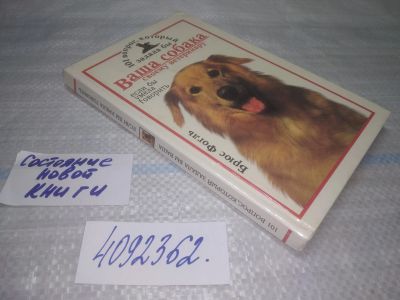 101 вопрос, который
задала бы
Ваша собака
своему ветеринару
если бы
умела
говорить
Брюс Фогль
101 ВОПРОС, КОТОРЫЙ ЗАДАЛА БЫ ВАША
Состояние
новой
книги
4092362.